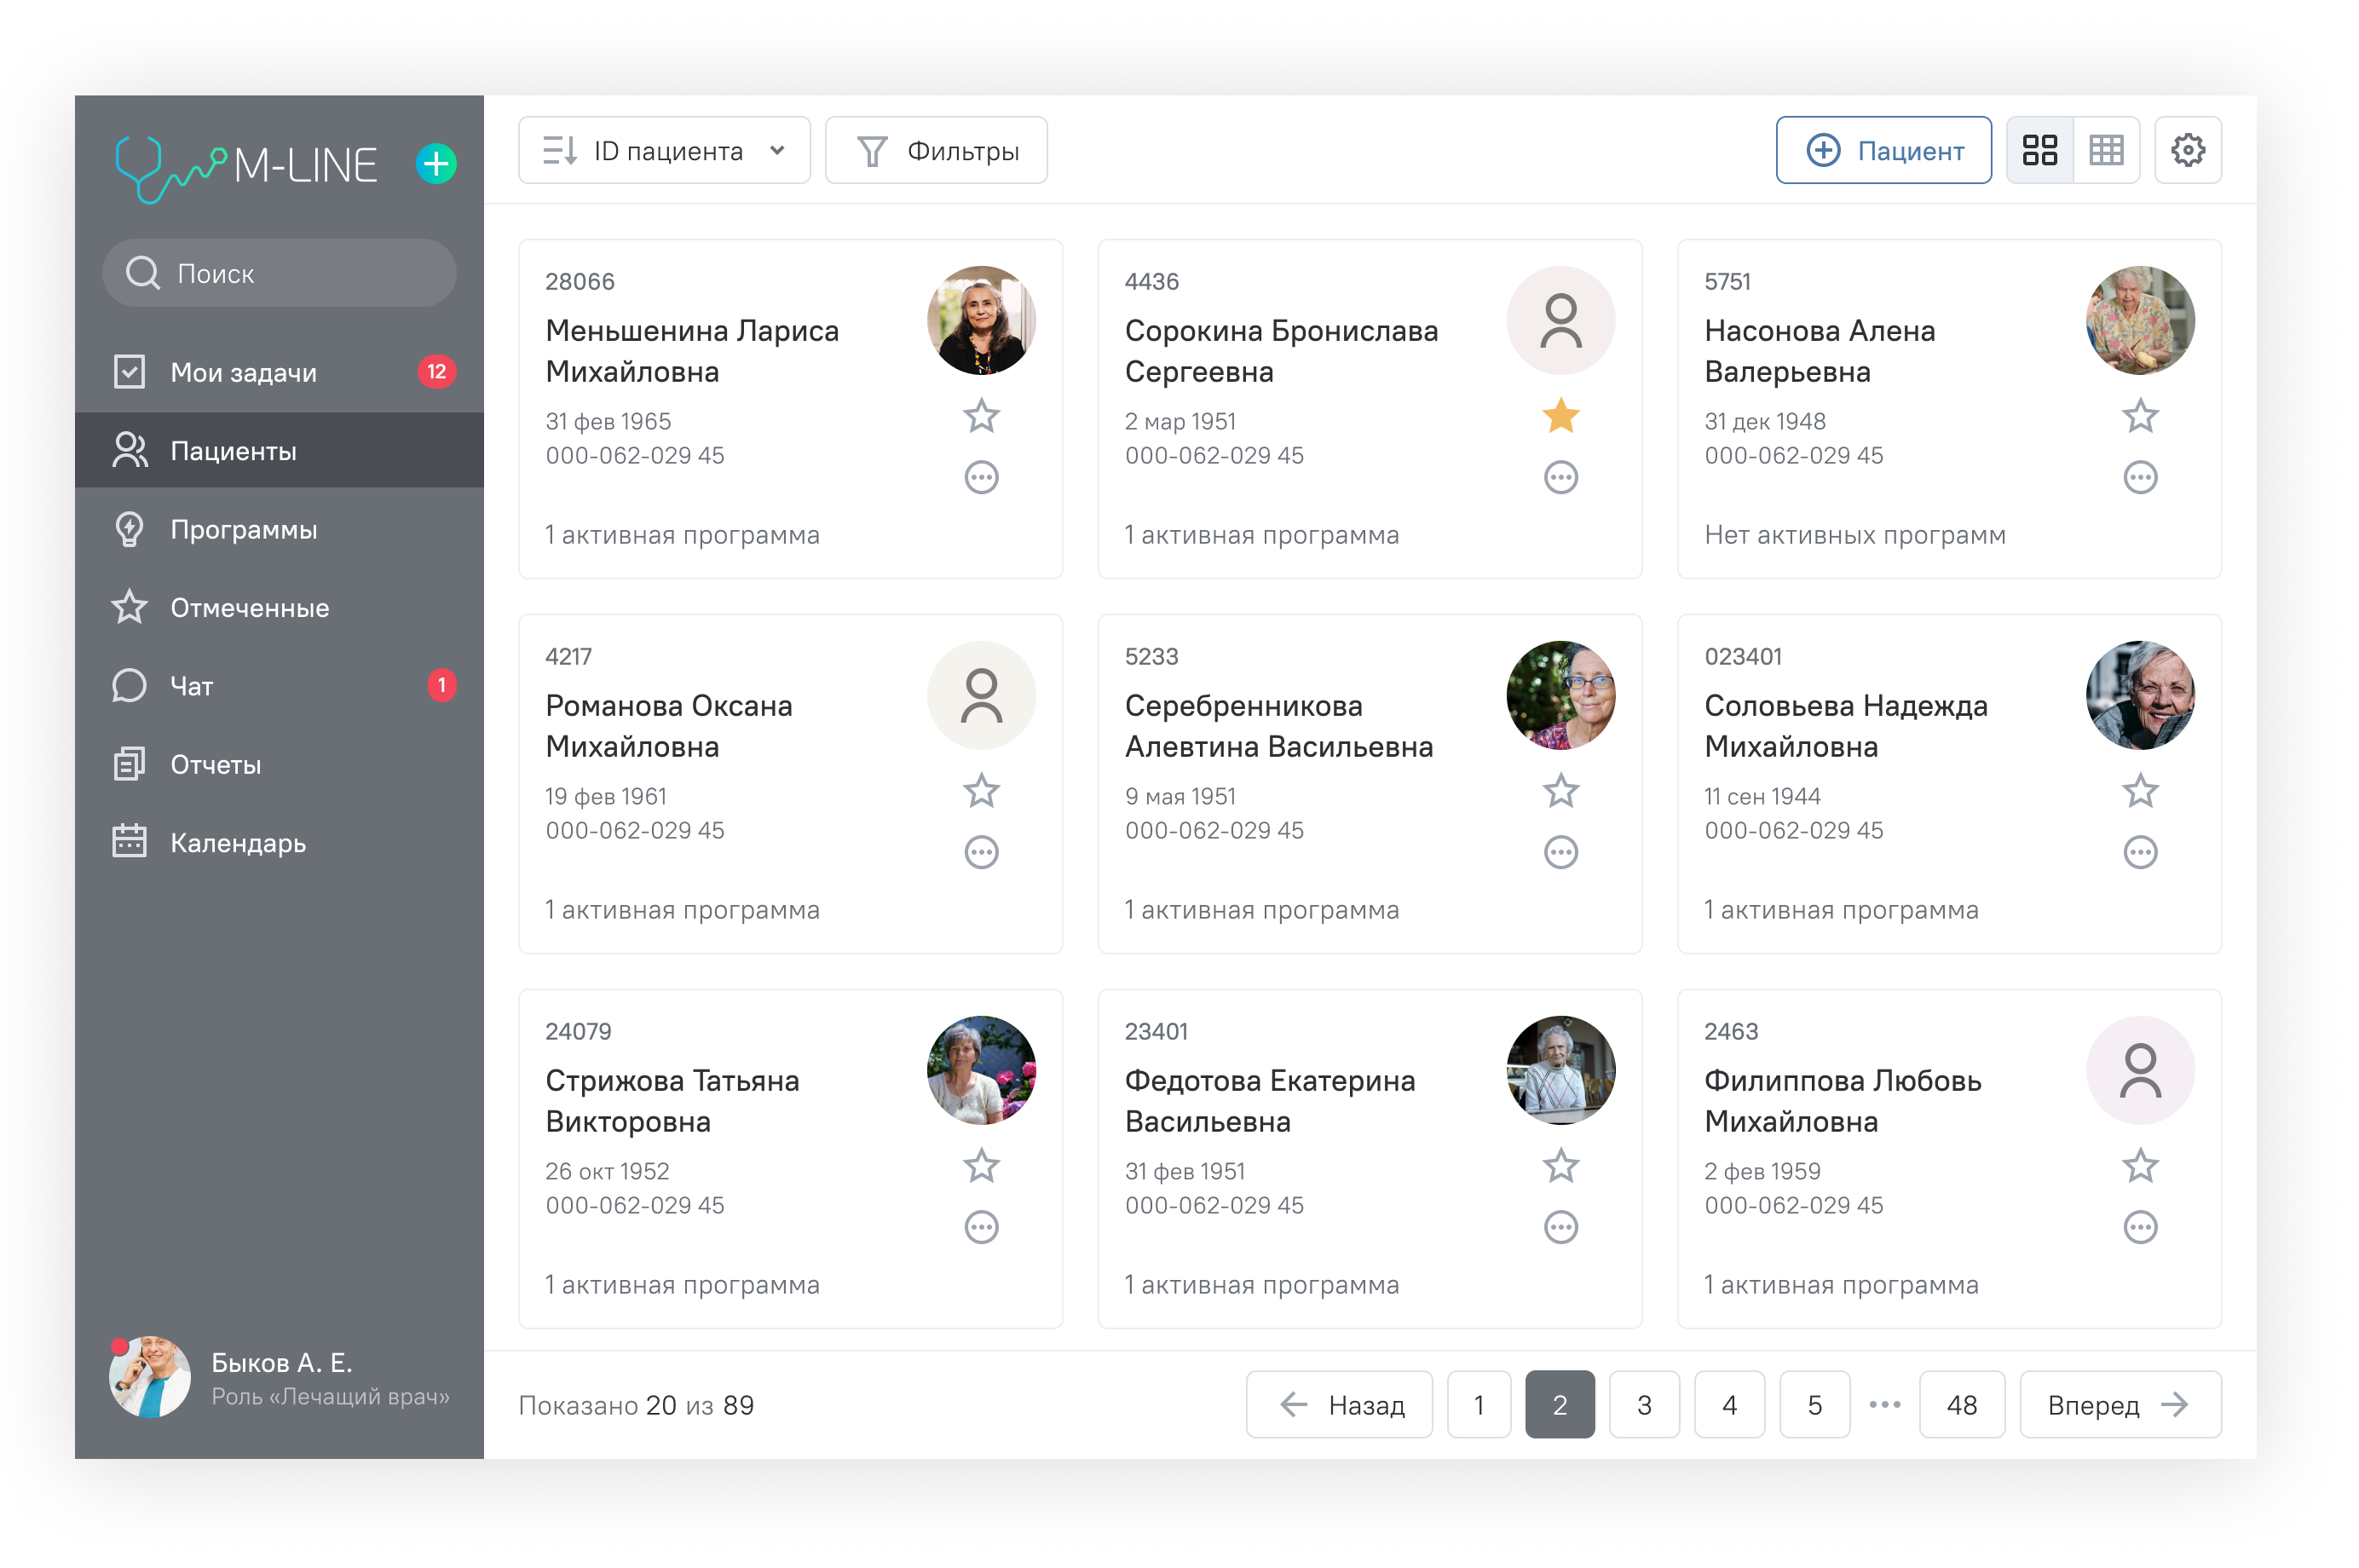 M-LINE
Поиск
Мои задачи 12
Пациенты
Программы
Отмеченные
Чат 1
Отчеты
Календарь
Быков А. Е.
Роль «Лечащий врач»
ID пациента Фильтры Пациент
28066
Меньшенина Лариса
Михайловна
31 фев 1965
000-062-029 45
1 активная программа
4436
Сорокина Бронислава
Сергеевна
2 мар 1951
000-062-029 45
1 активная программа
5751
Насонова Алена
Валерьевна
31 дек 1948
000-062-029 45
Нет активных программ
4217
Романова Оксана
Михайловна
19 фев 1961
000-062-029 45
1 активная программа
5233
Серебренникова
Алевтина Васильевна
9 мая 1951
000-062-029 45
1 активная программа
023401
Соловьева Надежда
Михайловна
11 сен 1944
000-062-029 45
1 активная программа
24079
Стрижова Татьяна
Викторовна
26 окт 1952
000-062-029 45
1 активная программа
23401
Федотова Екатерина
Васильевна
31 фев 1951
000-062-029 45
1 активная программа
2463
Филиппова Любовь
Михайловна
2 фев 1959
000-062-029 45
1 активная программа
Показано 20 из 89
Назад 1 2 3 4 5 ••• 48 Вперед